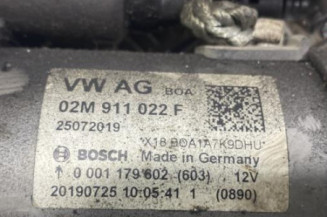 VW AG BOA
02M 911 022 F
25072019
*X18 BOA1A7K9DHU*
BOSCH Made in Germany
0 001 179 602 (603) 12V
20190725 10:05:41 1 (0890)